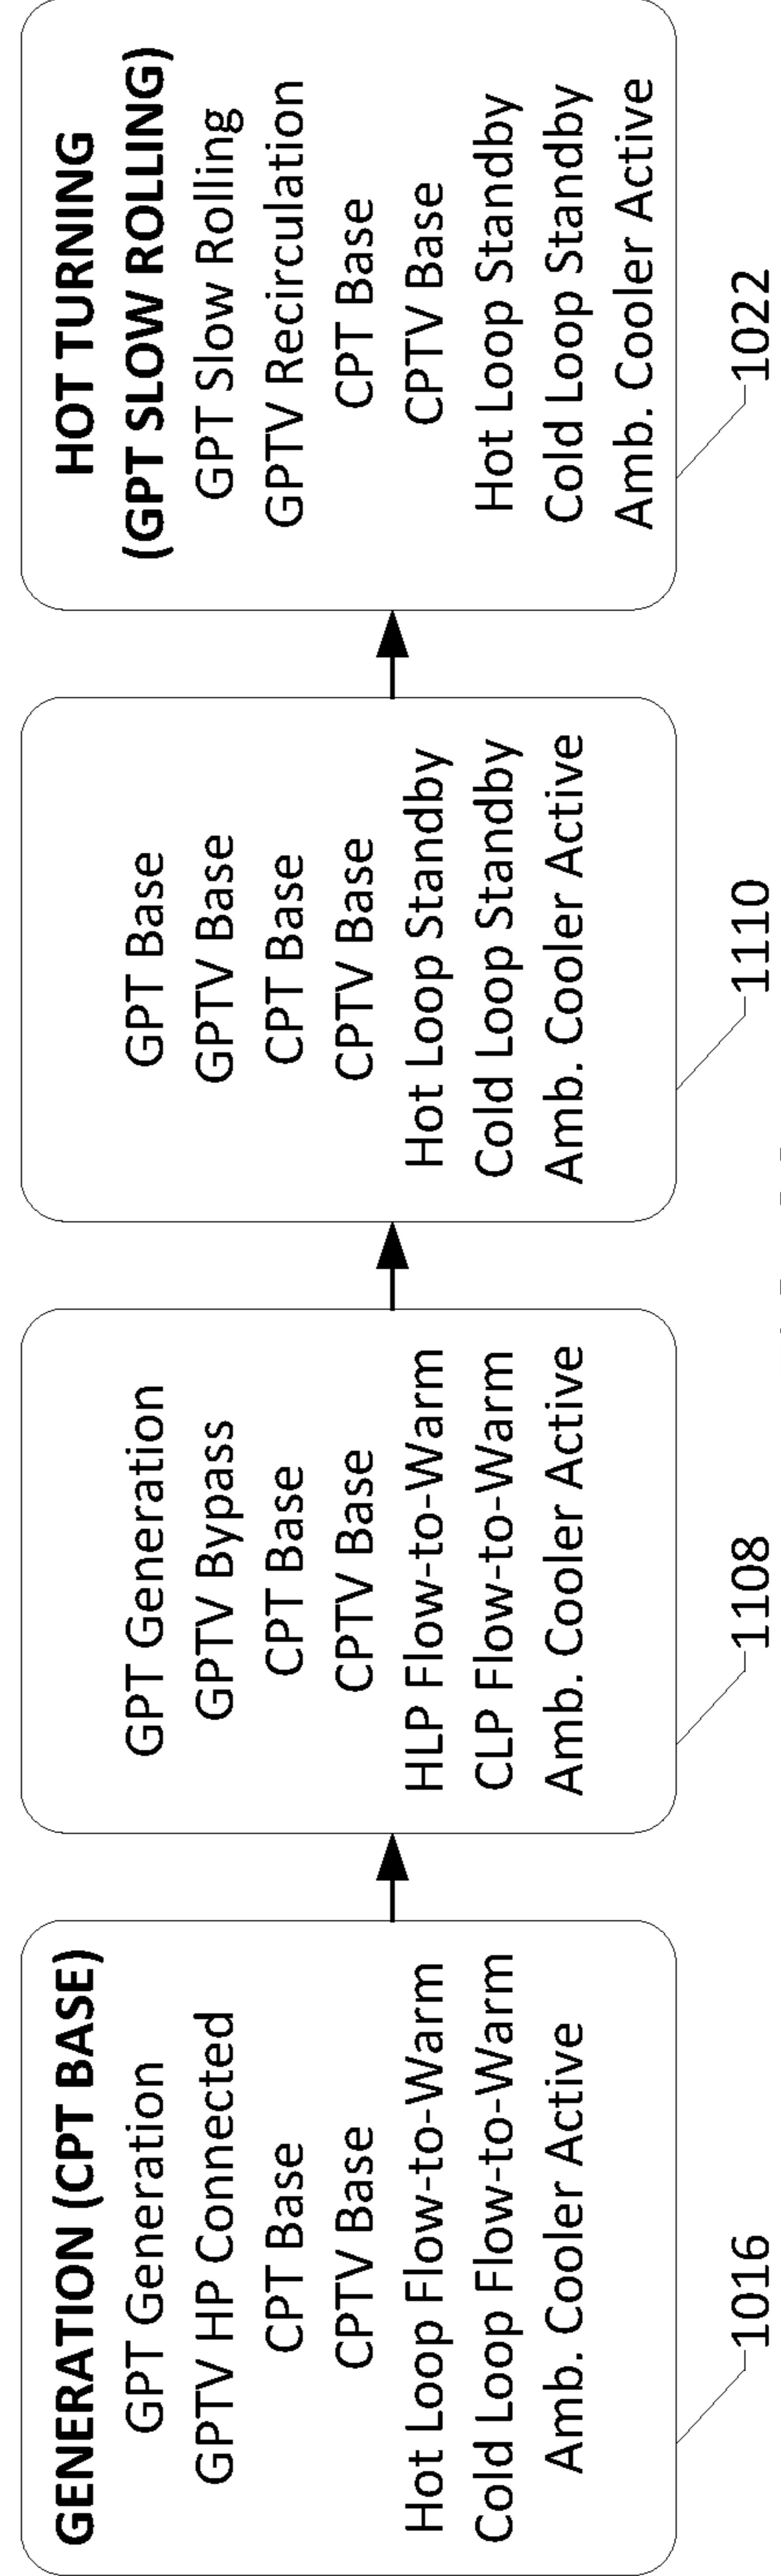 GENERATION (CPT BASE)
GPT Generation
GPTV HP Connected
CPT Base
CPTV Base
Hot Loop Flow-to-Warm
Cold Loop Flow-to-Warm
Amb. Cooler Active
1016
GPT Generation
GPTV Bypass
CPT Base
CPTV Base
HLP Flow-to-Warm
CLP Flow-to-Warm
Amb. Cooler Active
1108
GPT Base
GPTV Base
CPT Base
CPTV Base
Hot Loop Standby
Cold Loop Standby
Amb. Cooler Active
1110
HOT TURNING
(GPT SLOW ROLLING)
GPT Slow Rolling
GPTV Recirculation
CPT Base
CPTV Base
Hot Loop Standby
Cold Loop Standby
Amb. Cooler Active
1022